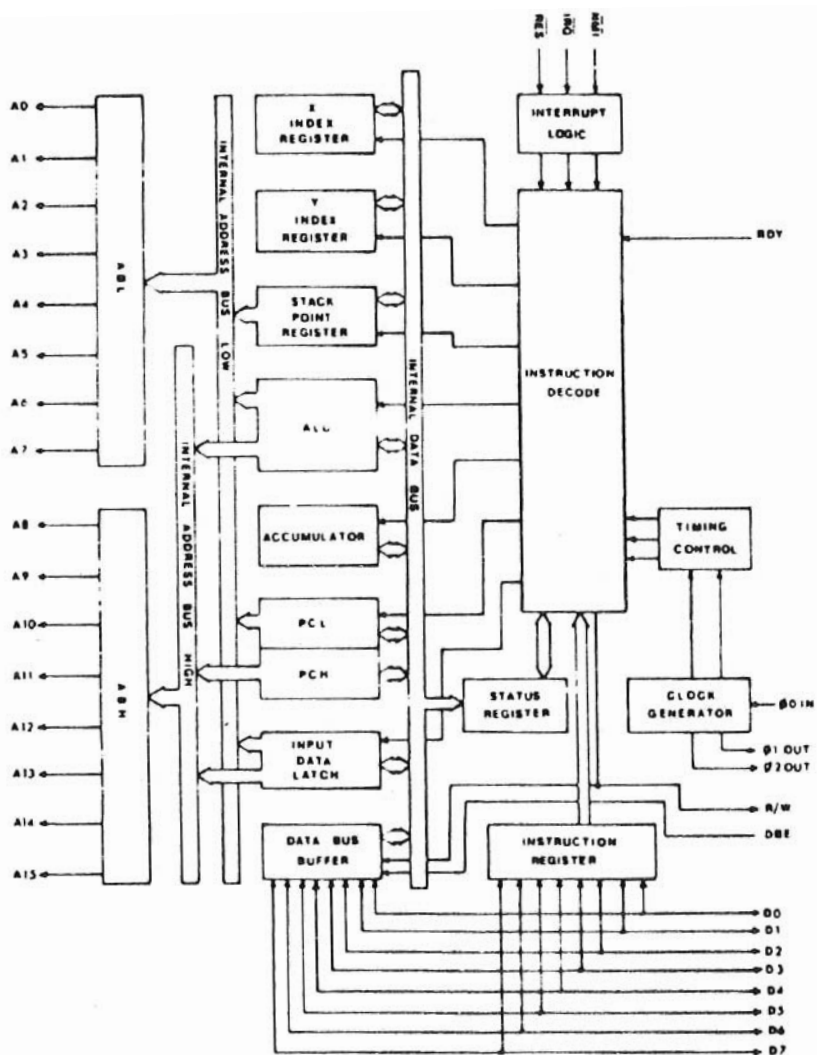 RES
IRQ
NMI
INTERRUPT
LOGIC
A0
A1
A2
A3
A4
A5
A6
A7
ABL
INTERNAL ADDRESS BUS LOW
X
INDEX
REGISTER
Y
INDEX
REGISTER
STACK
POINT
REGISTER
INTERNAL DATA BUS
INSTRUCTION
DECODE
RDY
A8
A9
A10
A11
A12
A13
A14
A15
ABH
INTERNAL ADDRESS BUS HIGH
ACCUMULATOR
PCL
PCH
INPUT
DATA
LATCH
DATA BUS
BUFFER
TIMING
CONTROL
STATUS
REGISTER
CLOCK
GENERATOR
Ø0 IN
Ø1 OUT
Ø2 OUT
R/W
DBE
INSTRUCTION
REGISTER
D0
D1
D2
D3
D4
D5
D6
D7